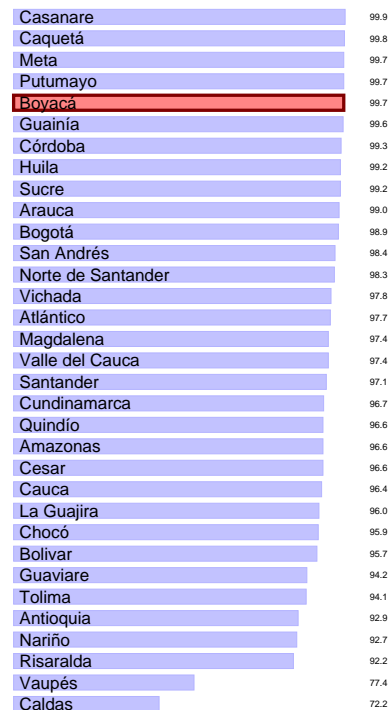 Casanare 99.9
Caquetá 99.8
Meta 99.7
Putumayo 99.7
Boyacá 99.7
Guainía 99.6
Córdoba 99.3
Huila 99.2
Sucre 99.2
Arauca 99.0
Bogotá 98.9
San Andrés 98.4
Norte de Santander 98.3
Vichada 97.8
Atlántico 97.7
Magdalena 97.4
Valle del Cauca 97.4
Santander 97.1
Cundinamarca 96.7
Quindío 96.6
Amazonas 96.6
Cesar 96.6
Cauca 96.4
La Guajira 96.0
Chocó 95.9
Bolivar 95.7
Guaviare 94.2
Tolima 94.1
Antioquia 92.9
Nariño 92.7
Risaralda 92.2
Vaupés 77.4
Caldas 72.2